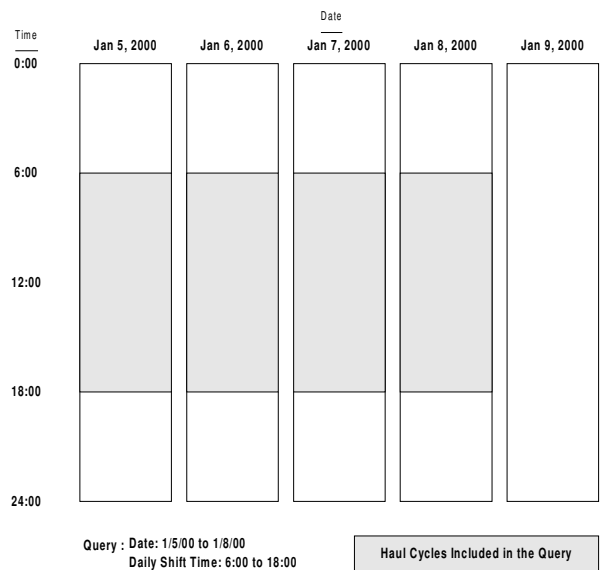 Date
Time
Jan 5, 2000 Jan 6, 2000 Jan 7, 2000 Jan 8, 2000 Jan 9, 2000
0:00
6:00
12:00
18:00
24:00
Query : Date: 1/5/00 to 1/8/00
Daily Shift Time: 6:00 to 18:00
Haul Cycles Included in the Query